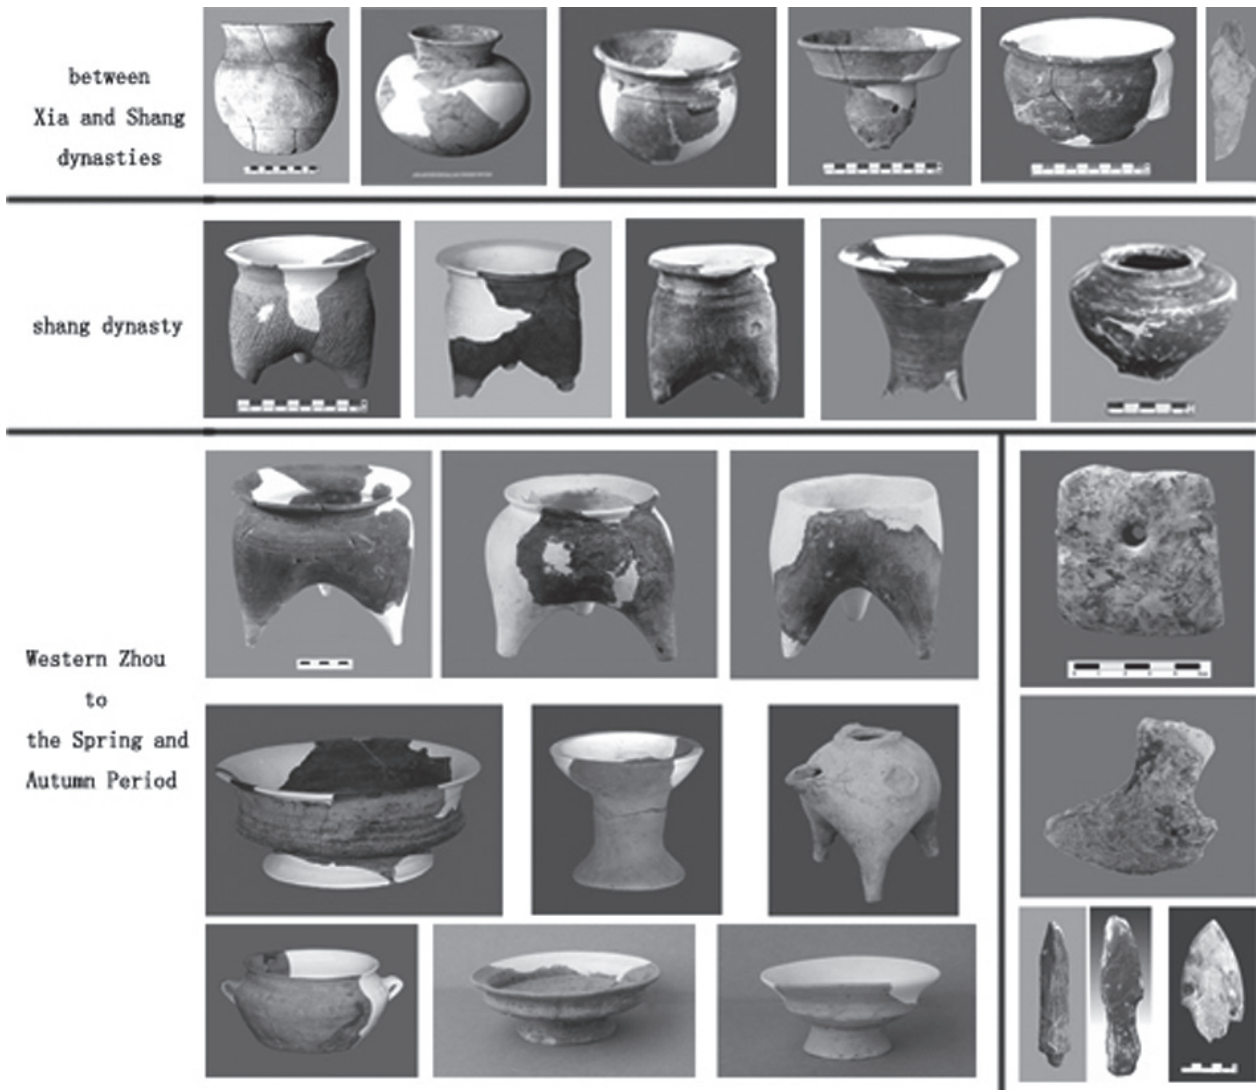 between
Xia and Shang
dynasties
shang dynasty
Western Zhou
to
the Spring and
Autumn Period